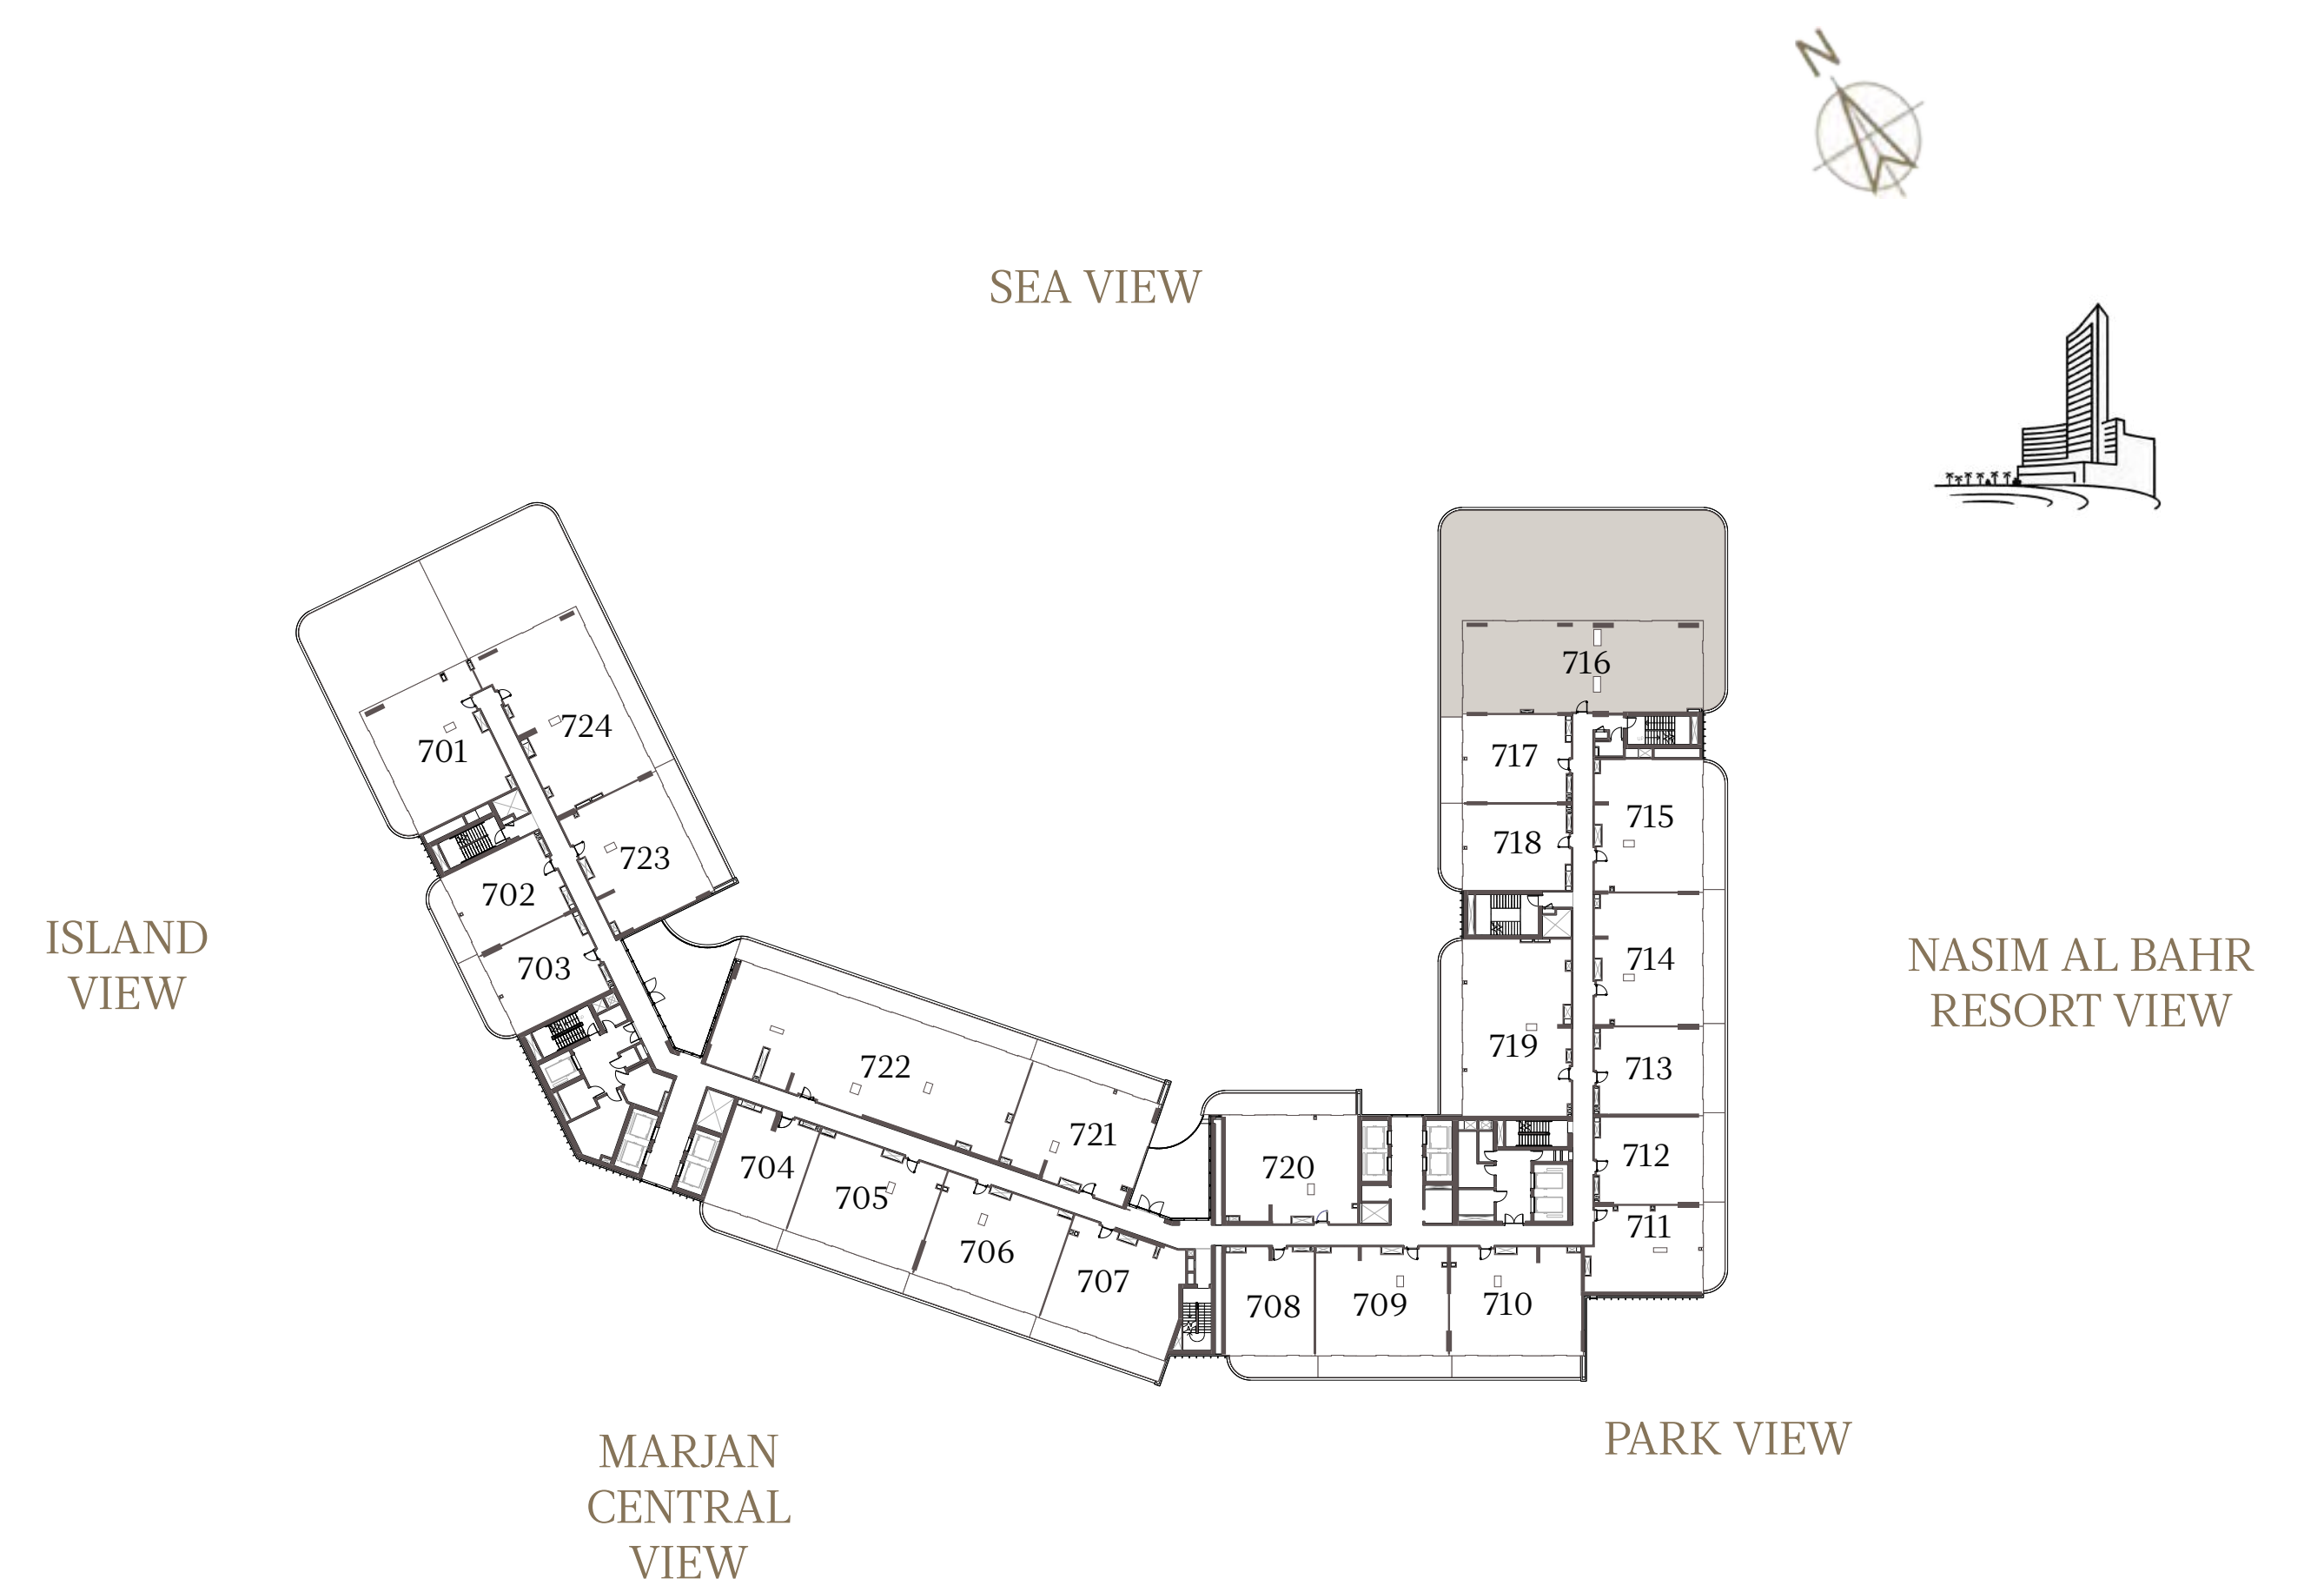 N
SEA VIEW
716
724
701
717
715
718
723
702
ISLAND
VIEW
703
714
NASIM AL BAHR
RESORT VIEW
719
722
713
721
712
704
720
705
711
706
707
708
709
710
PARK VIEW
MARJAN
CENTRAL
VIEW